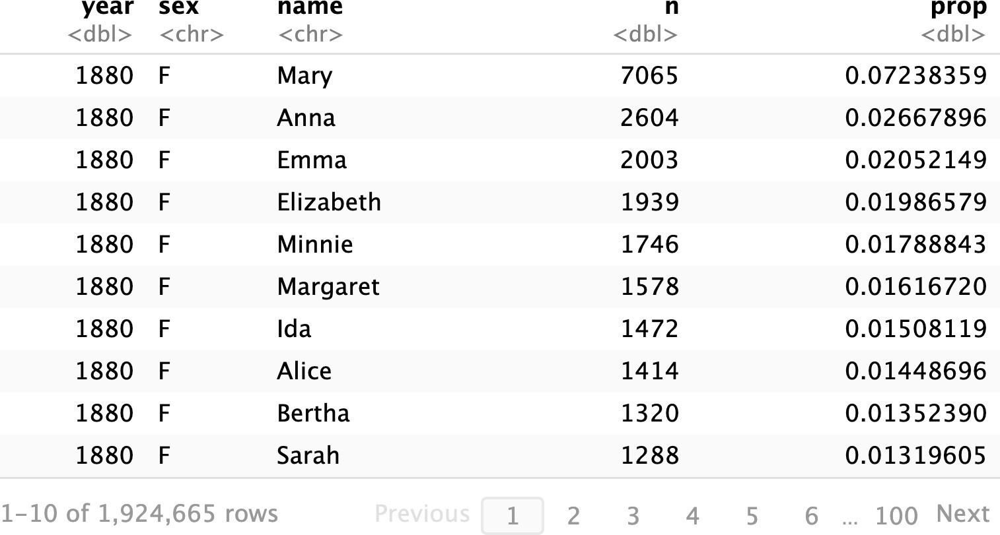 year sex name n prop
<dbl> <chr> <chr> <dbl> <dbl>
1880 F Mary 7065 0.07238359
1880 F Anna 2604 0.02667896
1880 F Emma 2003 0.02052149
1880 F Elizabeth 1939 0.01986579
1880 F Minnie 1746 0.01788843
1880 F Margaret 1578 0.01616720
1880 F Ida 1472 0.01508119
1880 F Alice 1414 0.01448696
1880 F Bertha 1320 0.01352390
1880 F Sarah 1288 0.01319605
1–10 of 1,924,665 rows Previous 1 2 3 4 5 6 ... 100 Next